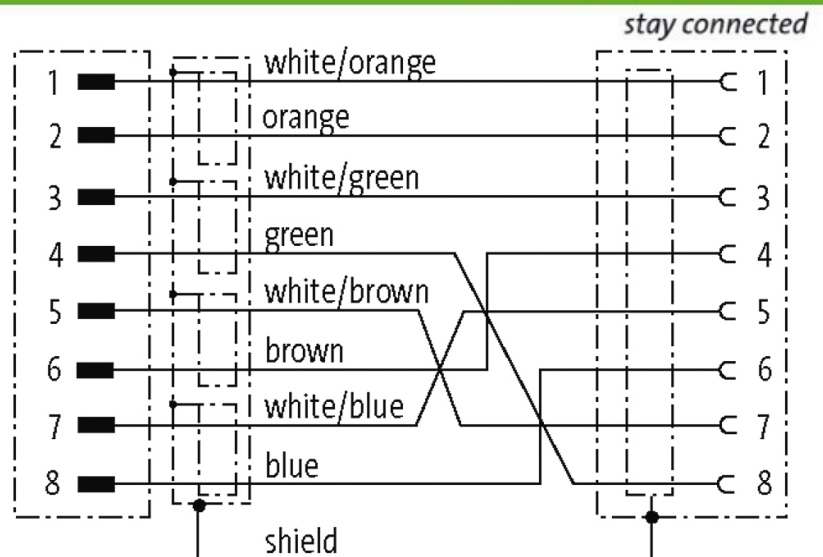 stay connected
1 white/orange 1
2 orange 2
3 white/green 3
4 green 4
5 white/brown 5
6 brown 6
7 white/blue 7
8 blue 8
shield